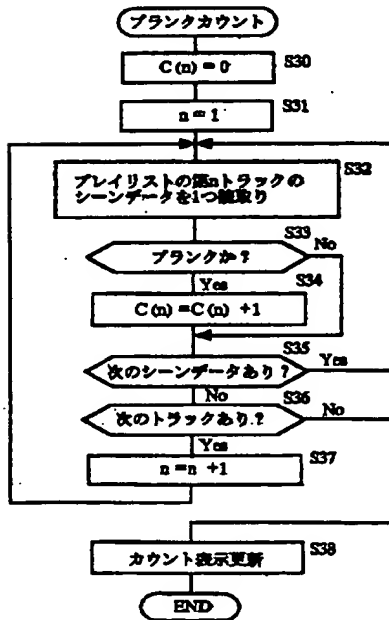 ブランクカウント
C(n) = 0 S30
n = 1 S31
S32
プレイリストの第nトラックの
シーンデータを1つ読取り
S33
ブランクか? No
Yes S34
C(n) =C(n) +1
S35
次のシーンデータあり? Yes
No S36
次のトラックあり? No
Yes S37
n =n +1
S38
カウント表示更新
END